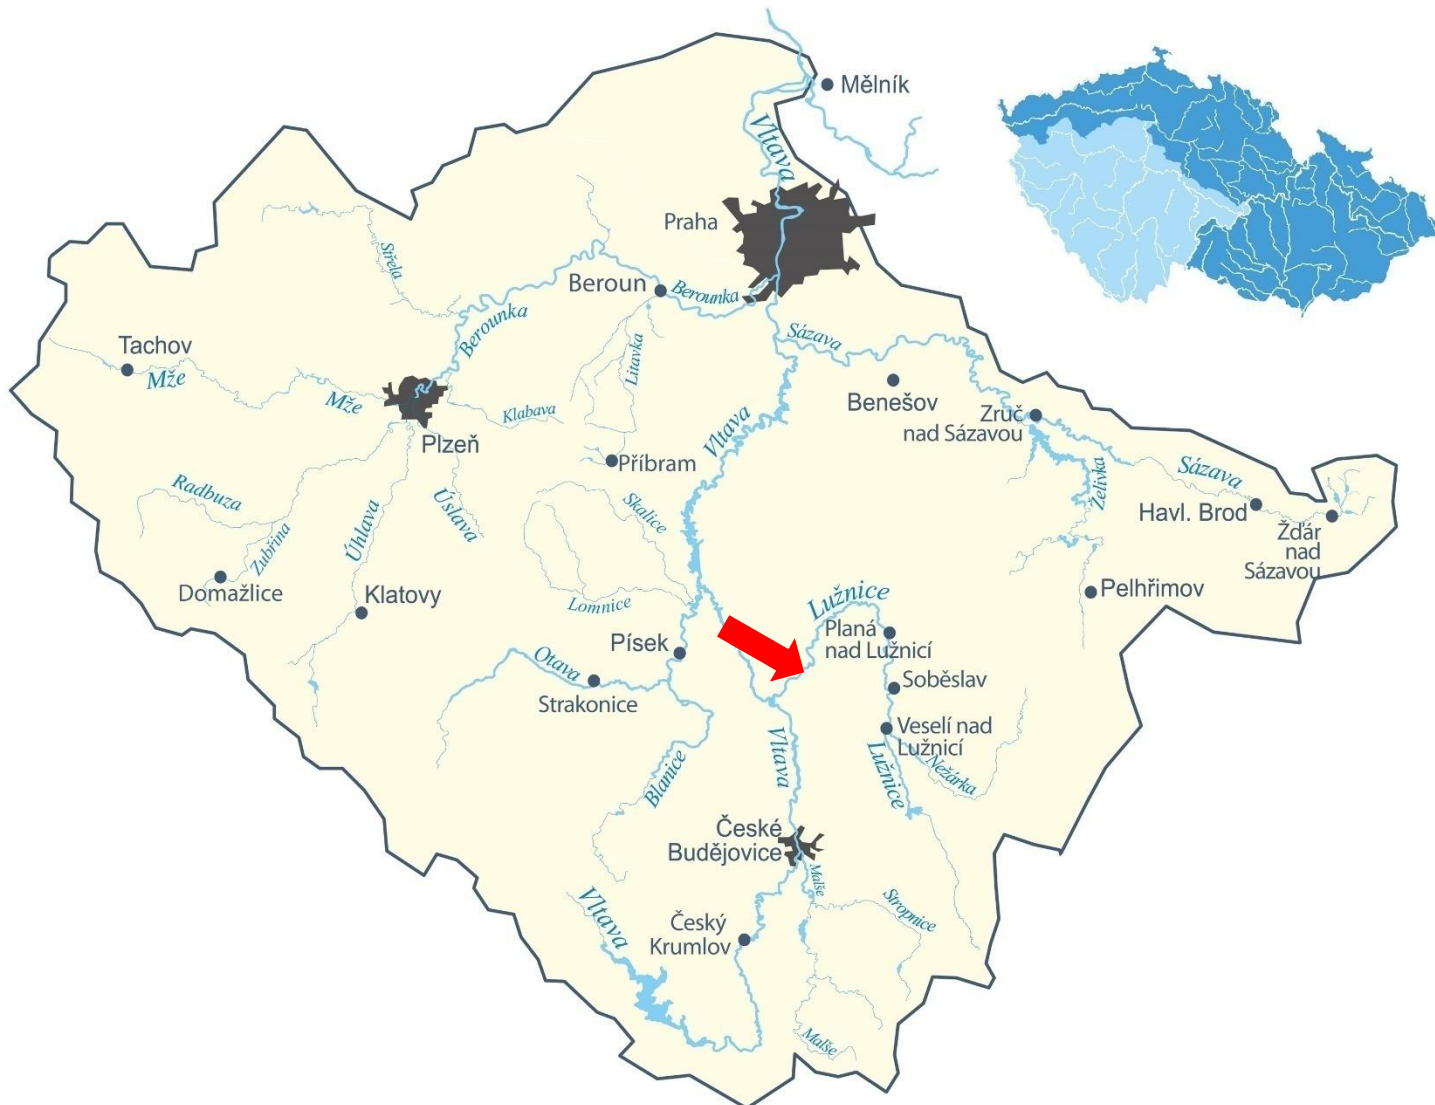 Mělník
Vltava
Praha
Střela
Beroun
Berounka
Berounka
Sázava
Tachov
Mže
Mže
Litavka
Benešov
Klabava
Vltava
Zruč
nad Sázavou
Plzeň
Příbram
Radbuza
Skalice
Úslava
Úhlava
Zubřina
Želivka
Sázava
Havl. Brod
Žďár
nad
Sázavou
Domažlice
Klatovy
Lomnice
Lužnice
Pelhřimov
Písek
Planá
nad Lužnicí
Otava
Strakonice
Soběslav
Veselí nad
Lužnicí
Vltava
Lužnice
Nežárka
Blanice
České
Budějovice
Malše
Stropnice
Vltava
Český
Krumlov
Malše